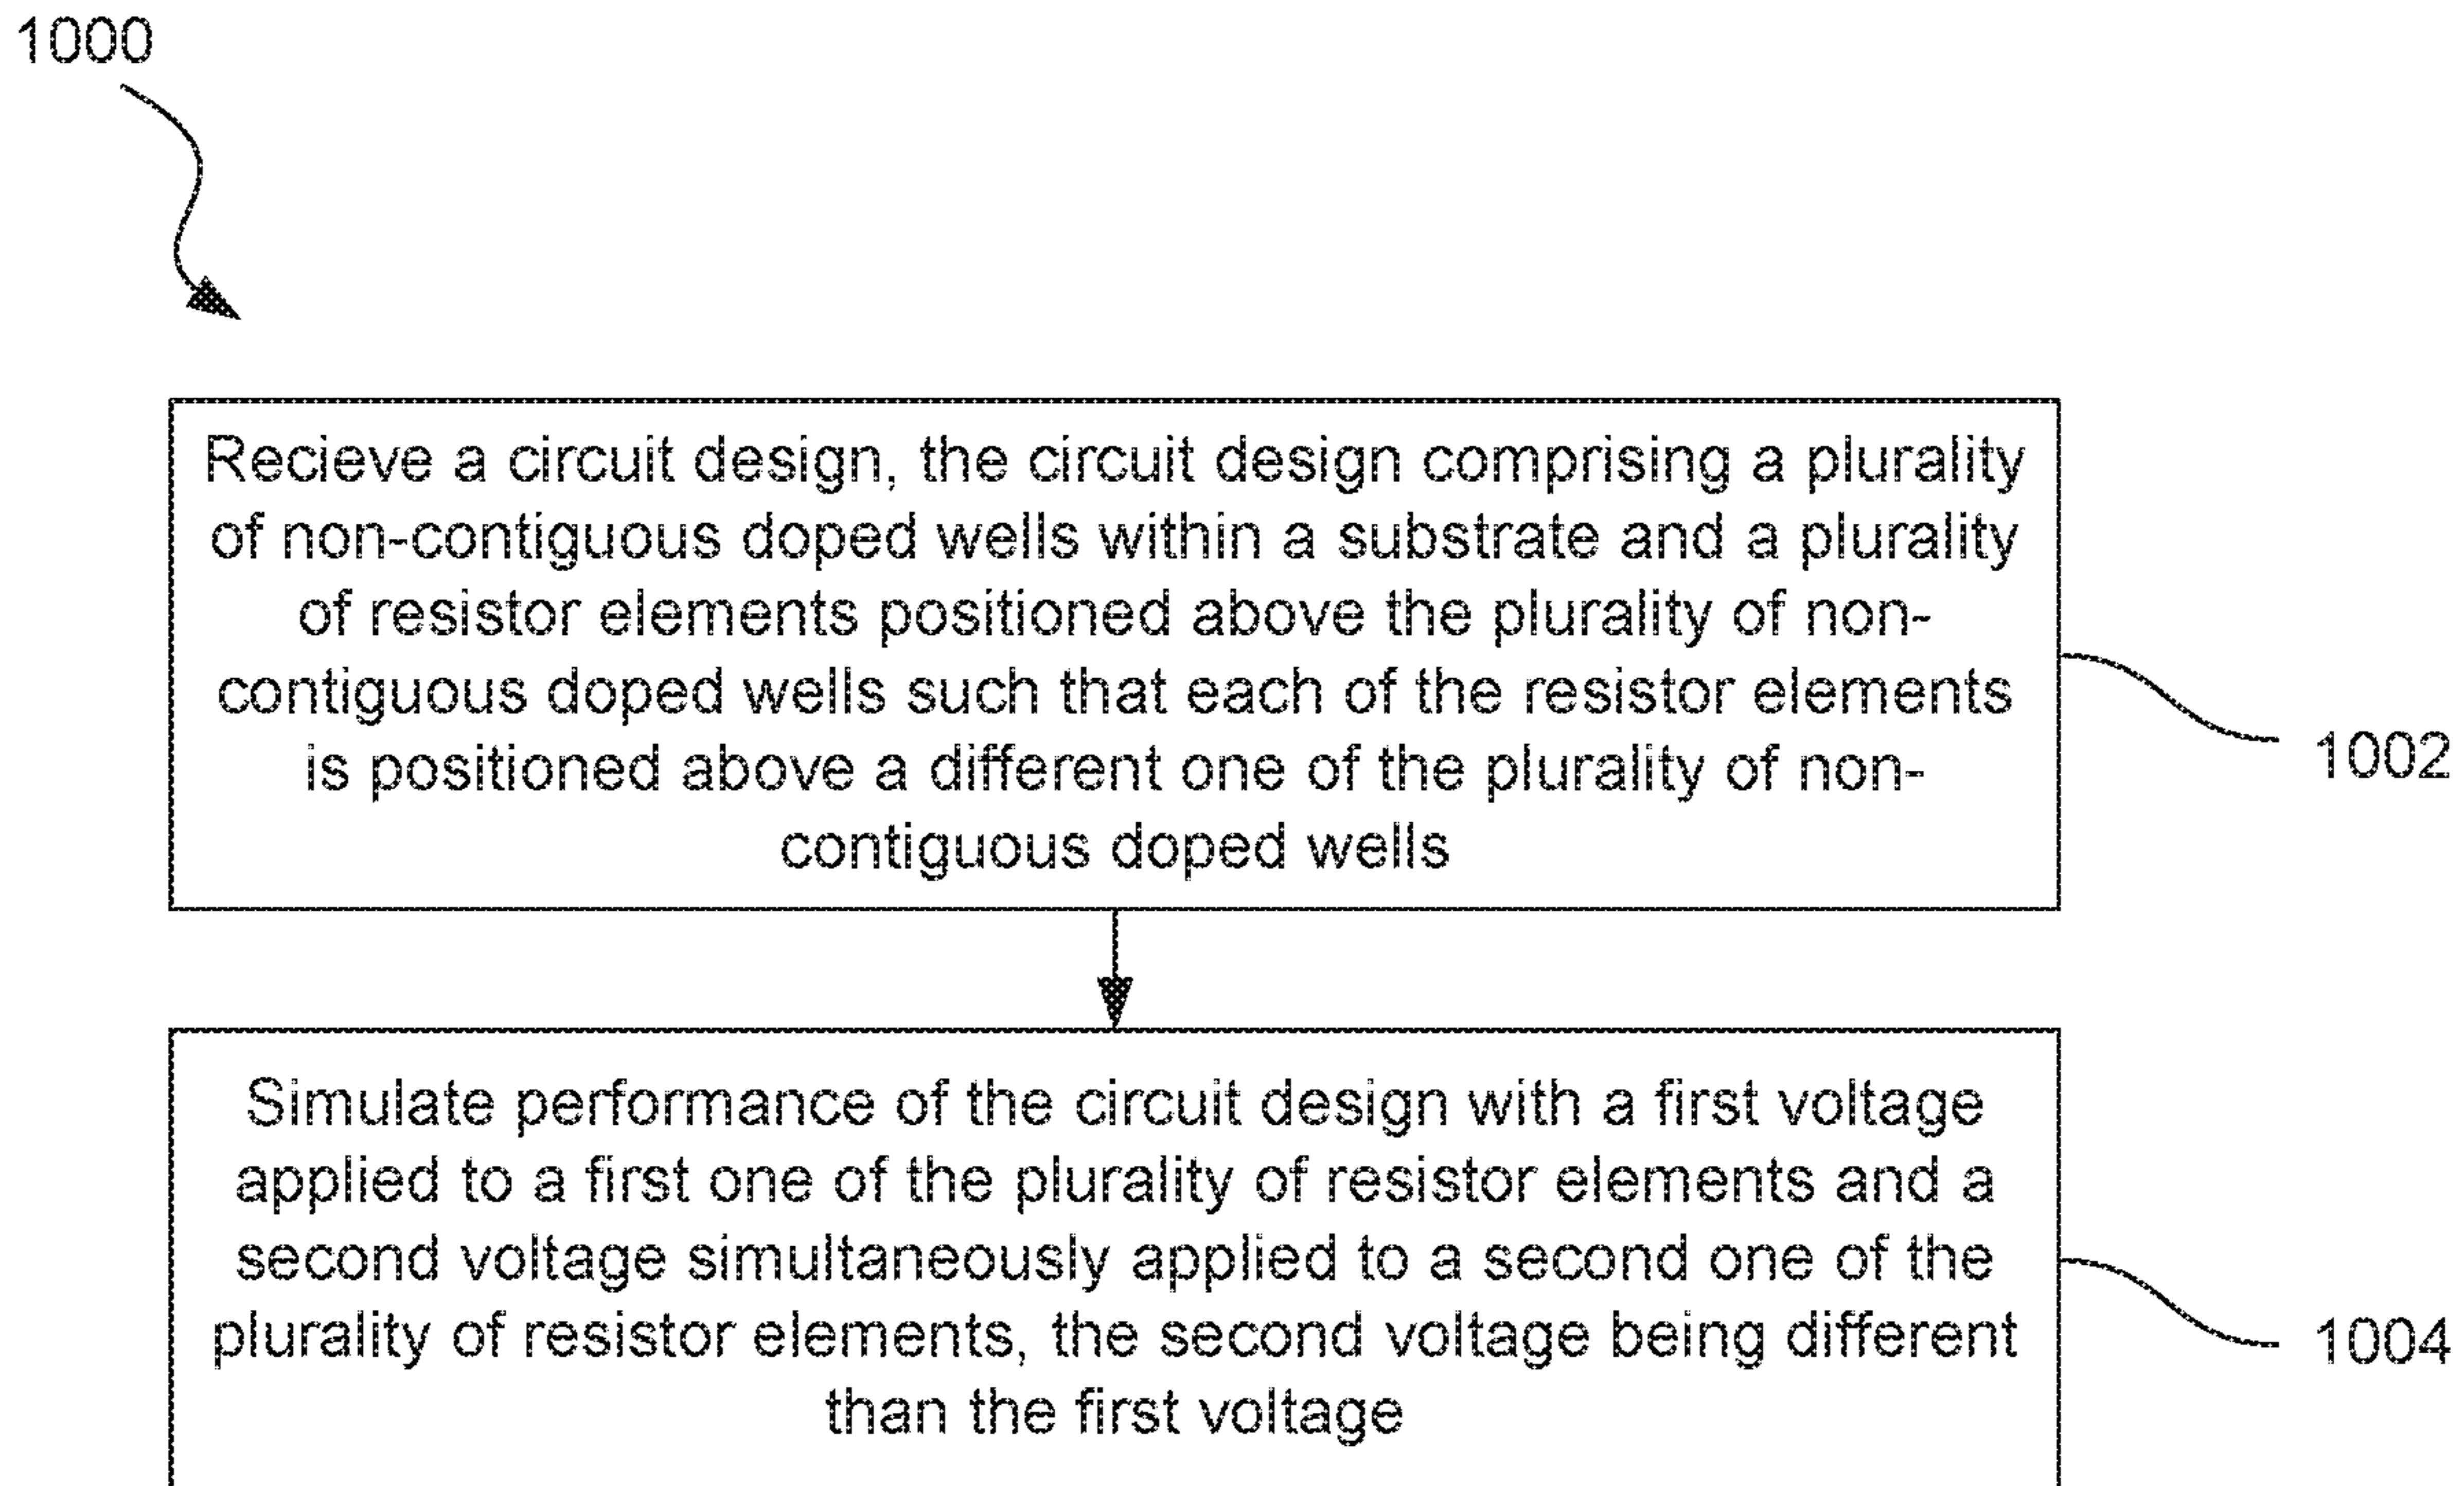 1000
Recieve a circuit design, the circuit design comprising a plurality
of non-contiguous doped wells within a substrate and a plurality
of resistor elements positioned above the plurality of non-
contiguous doped wells such that each of the resistor elements
is positioned above a different one of the plurality of non-
contiguous doped wells
1002
Simulate performance of the circuit design with a first voltage
applied to a first one of the plurality of resistor elements and a
second voltage simultaneously applied to a second one of the
plurality of resistor elements, the second voltage being different
than the first voltage
1004